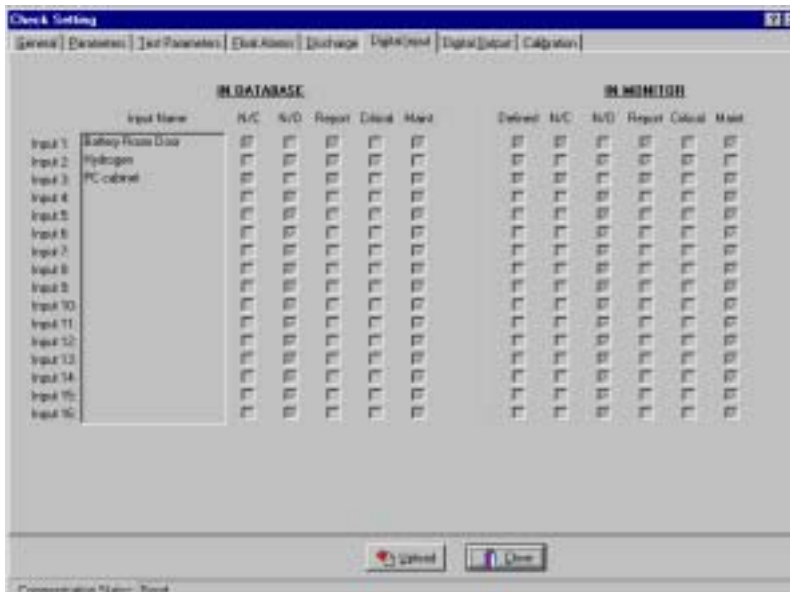 Check Setting
General Parameters Test Parameters Float Alarms Discharge Digital Input Digital Output Calibration
IN DATABASE IN MONITOR
Input Name N/C N/O Report Critical Maint Defined N/C N/O Report Critical Maint
Input 1: Battery Room Door
Input 2: Hydrogen
Input 3: PC cabinet
Input 4:
Input 5:
Input 6:
Input 7:
Input 8:
Input 9:
Input 10:
Input 11:
Input 12:
Input 13:
Input 14:
Input 15:
Input 16:
Upload Close
Communication Status: